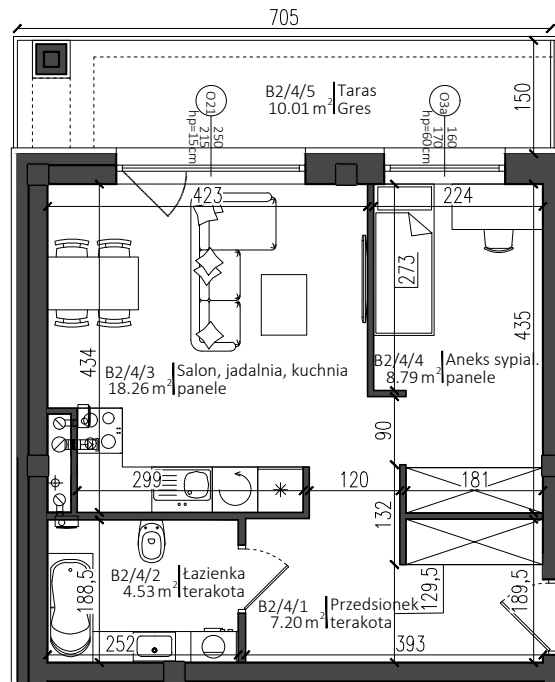 705
B2/4/5 Taras
10.01 m² Gres
150
O21
250
215
hp=15cm
O3a
160
170
hp=60cm
423
224
273
435
434
B2/4/3 Salon, jadalnia, kuchnia
18.26 m² panele
B2/4/4 Aneks sypial.
8.79 m² panele
90
299
120
181
132
188,5
B2/4/2 Łazienka
4.53 m² terakota
B2/4/1 Przedsionek
7.20 m² terakota
129,5
189,5
252
393